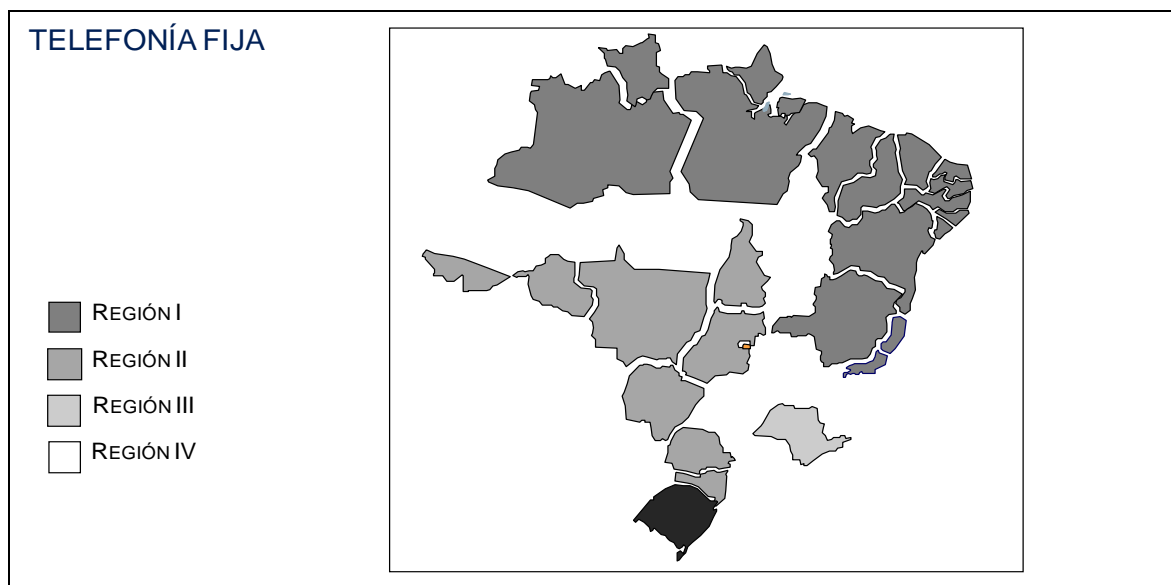 TELEFONÍA FIJA
REGIÓN I
REGIÓN II
REGIÓN III
REGIÓN IV